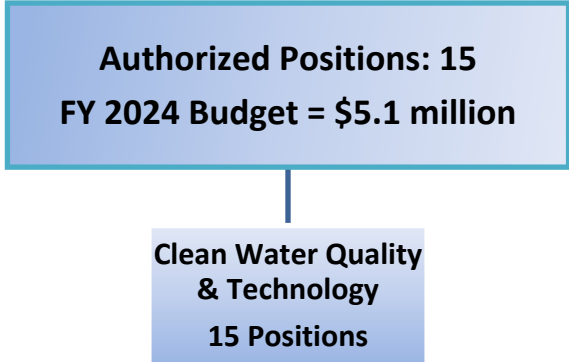 Authorized Positions: 15
FY 2024 Budget = $5.1 million
Clean Water Quality
& Technology
15 Positions